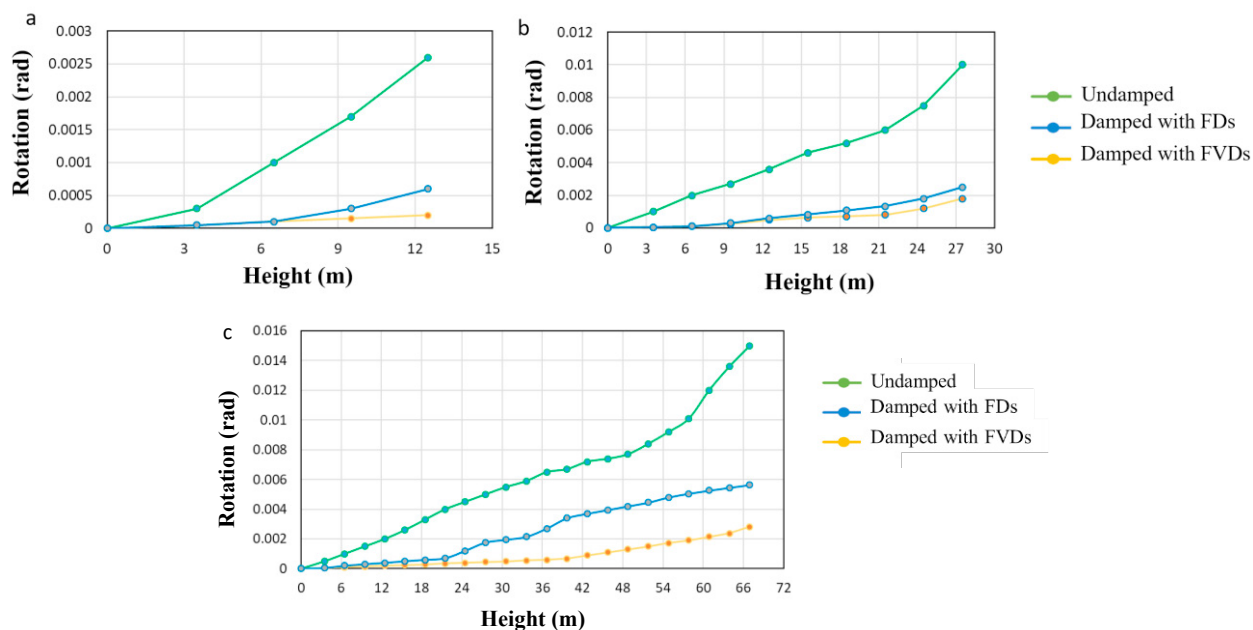 a
0.003
0.0025
0.002
0.0015
0.001
0.0005
0
0 3 6 9 12 15
Rotation (rad)
Height (m)
b
0.012
0.01
0.008
0.006
0.004
0.002
0
0 3 6 9 12 15 18 21 24 27 30
Rotation (rad)
Height (m)
Undamped
Damped with FDs
Damped with FVDs
c
0.016
0.014
0.012
0.01
0.008
0.006
0.004
0.002
0
0 6 12 18 24 30 36 42 48 54 60 66 72
Rotation (rad)
Height (m)
Undamped
Damped with FDs
Damped with FVDs